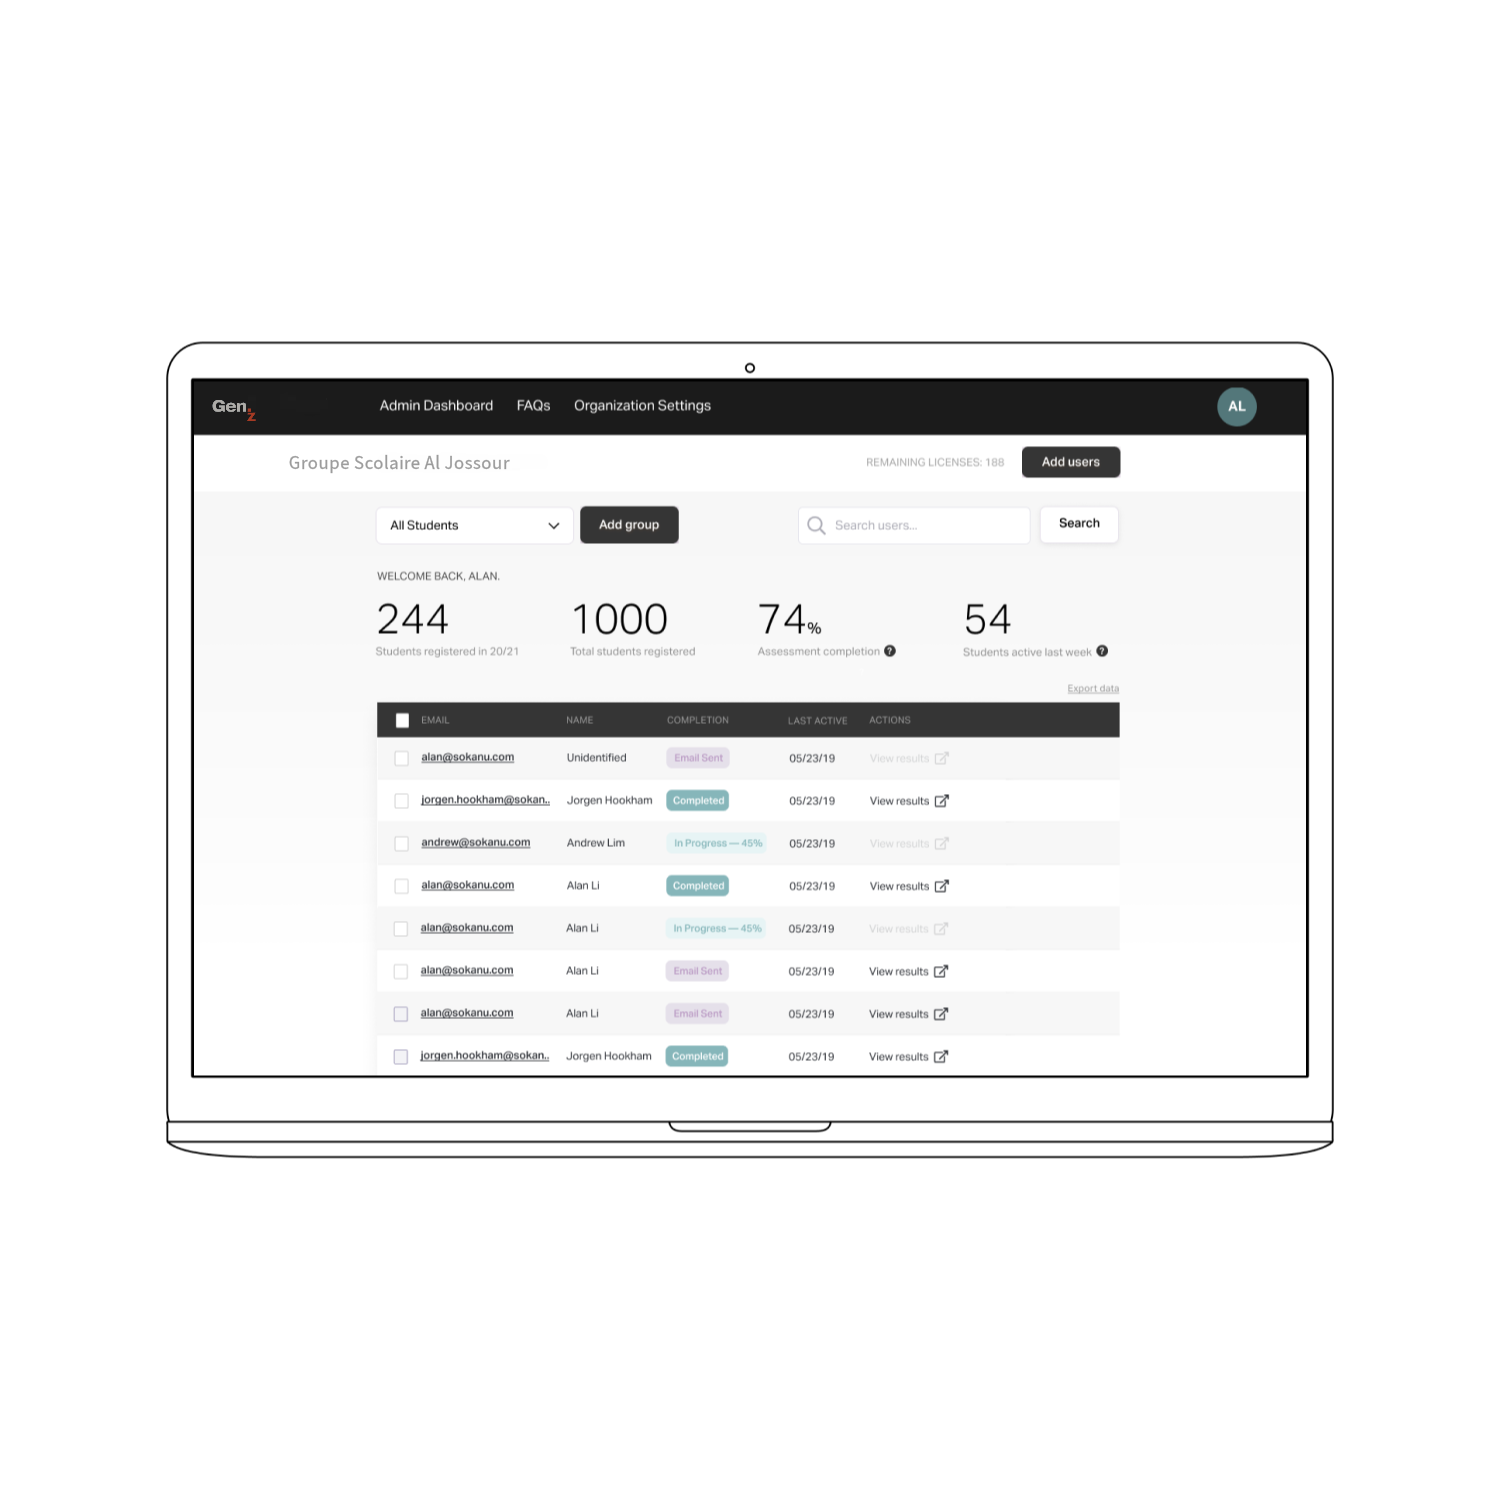 Gen.z
Admin Dashboard FAQs Organization Settings AL
Groupe Scolaire Al Jossour REMAINING LICENSES: 188 Add users
All Students Add group Search users... Search
WELCOME BACK, ALAN.
244 1000 74% 54
Students registered in 20/21 Total students registered Assessment completion ? Students active last week ?
Export data
EMAIL NAME COMPLETION LAST ACTIVE ACTIONS
alan@sokanu.com Unidentified Email Sent 05/23/19 View results
jorgen.hookham@sokan.. Jorgen Hookham Completed 05/23/19 View results
andrew@sokanu.com Andrew Lim In Progress — 45% 05/23/19 View results
alan@sokanu.com Alan Li Completed 05/23/19 View results
alan@sokanu.com Alan Li In Progress — 45% 05/23/19 View results
alan@sokanu.com Alan Li Email Sent 05/23/19 View results
alan@sokanu.com Alan Li Email Sent 05/23/19 View results
jorgen.hookham@sokan.. Jorgen Hookham Completed 05/23/19 View results